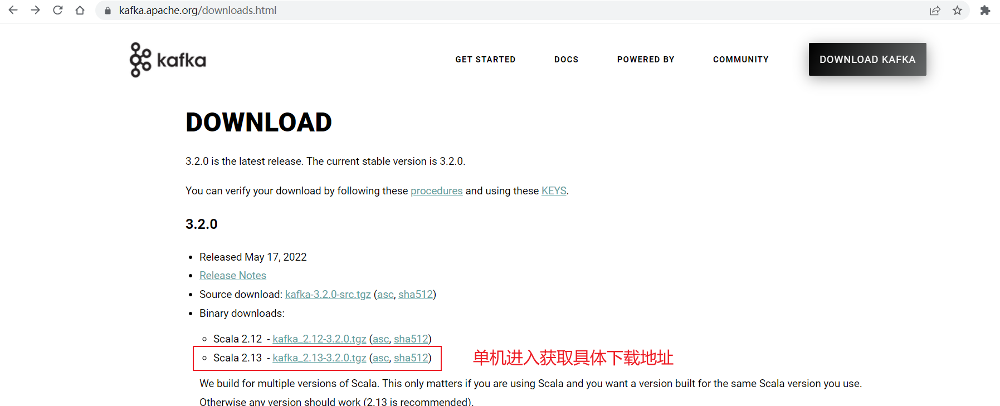 kafka.apache.org/downloads.html
kafka
GET STARTED
DOCS
POWERED BY
COMMUNITY
DOWNLOAD KAFKA
DOWNLOAD
3.2.0 is the latest release. The current stable version is 3.2.0.
You can verify your download by following these procedures and using these KEYS.
3.2.0
Released May 17, 2022
Release Notes
Source download: kafka-3.2.0-src.tgz (asc, sha512)
Binary downloads:
Scala 2.12 - kafka_2.12-3.2.0.tgz (asc, sha512)
Scala 2.13 - kafka_2.13-3.2.0.tgz (asc, sha512)
单机进入获取具体下载地址
We build for multiple versions of Scala. This only matters if you are using Scala and you want a version built for the same Scala version you use.
Otherwise any version should work (2.13 is recommended).